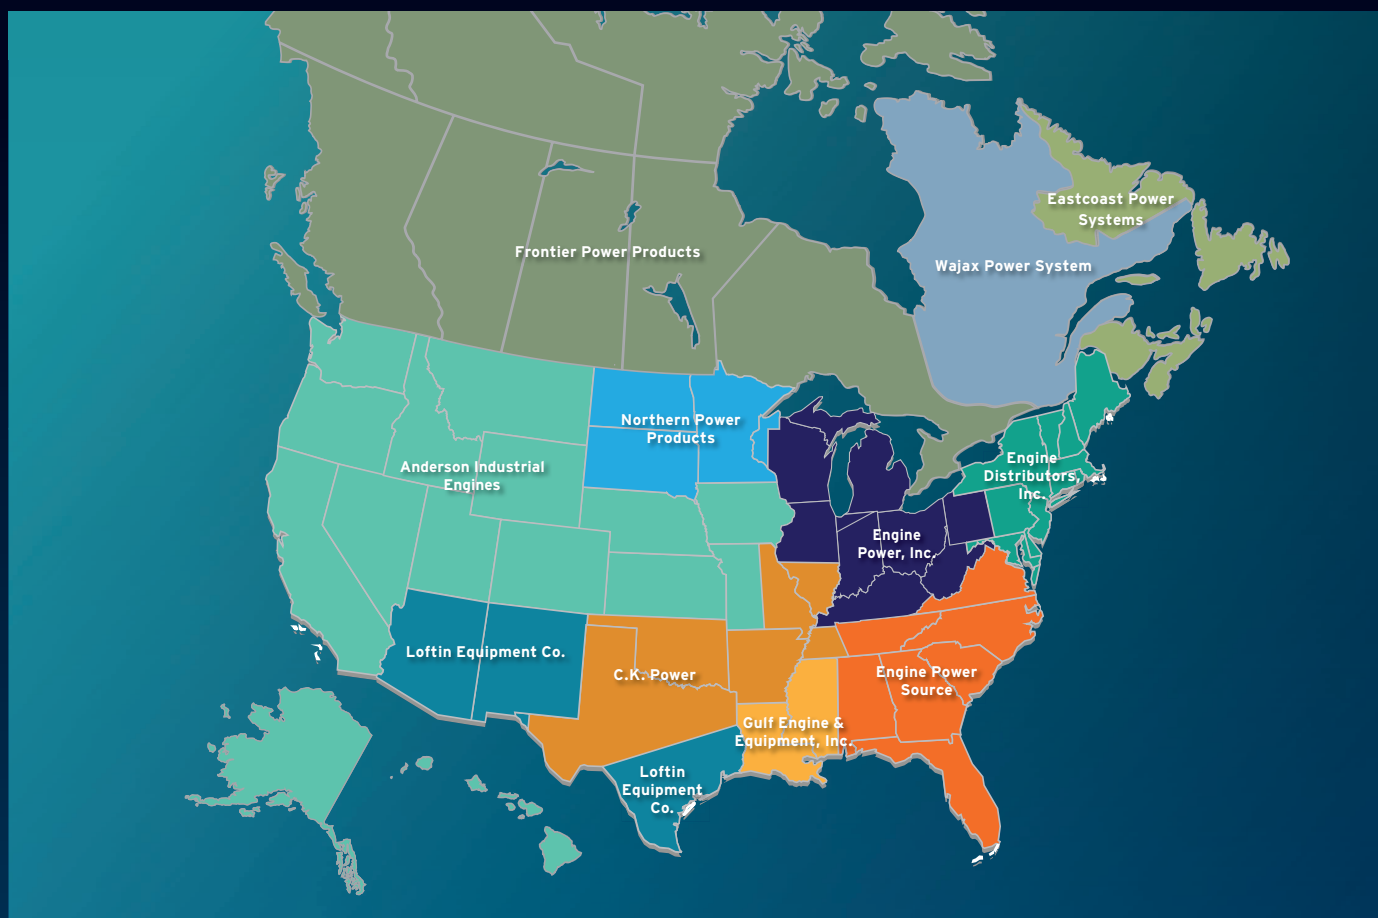 Eastcoast Power
Systems
Frontier Power Products
Wajax Power System
Northern Power
Products
Anderson Industrial
Engines
Engine
Distributors,
Inc.
Engine
Power, Inc.
Loftin Equipment Co.
C.K. Power
Engine Power
Source
Gulf Engine &
Equipment, Inc.
Loftin
Equipment
Co.